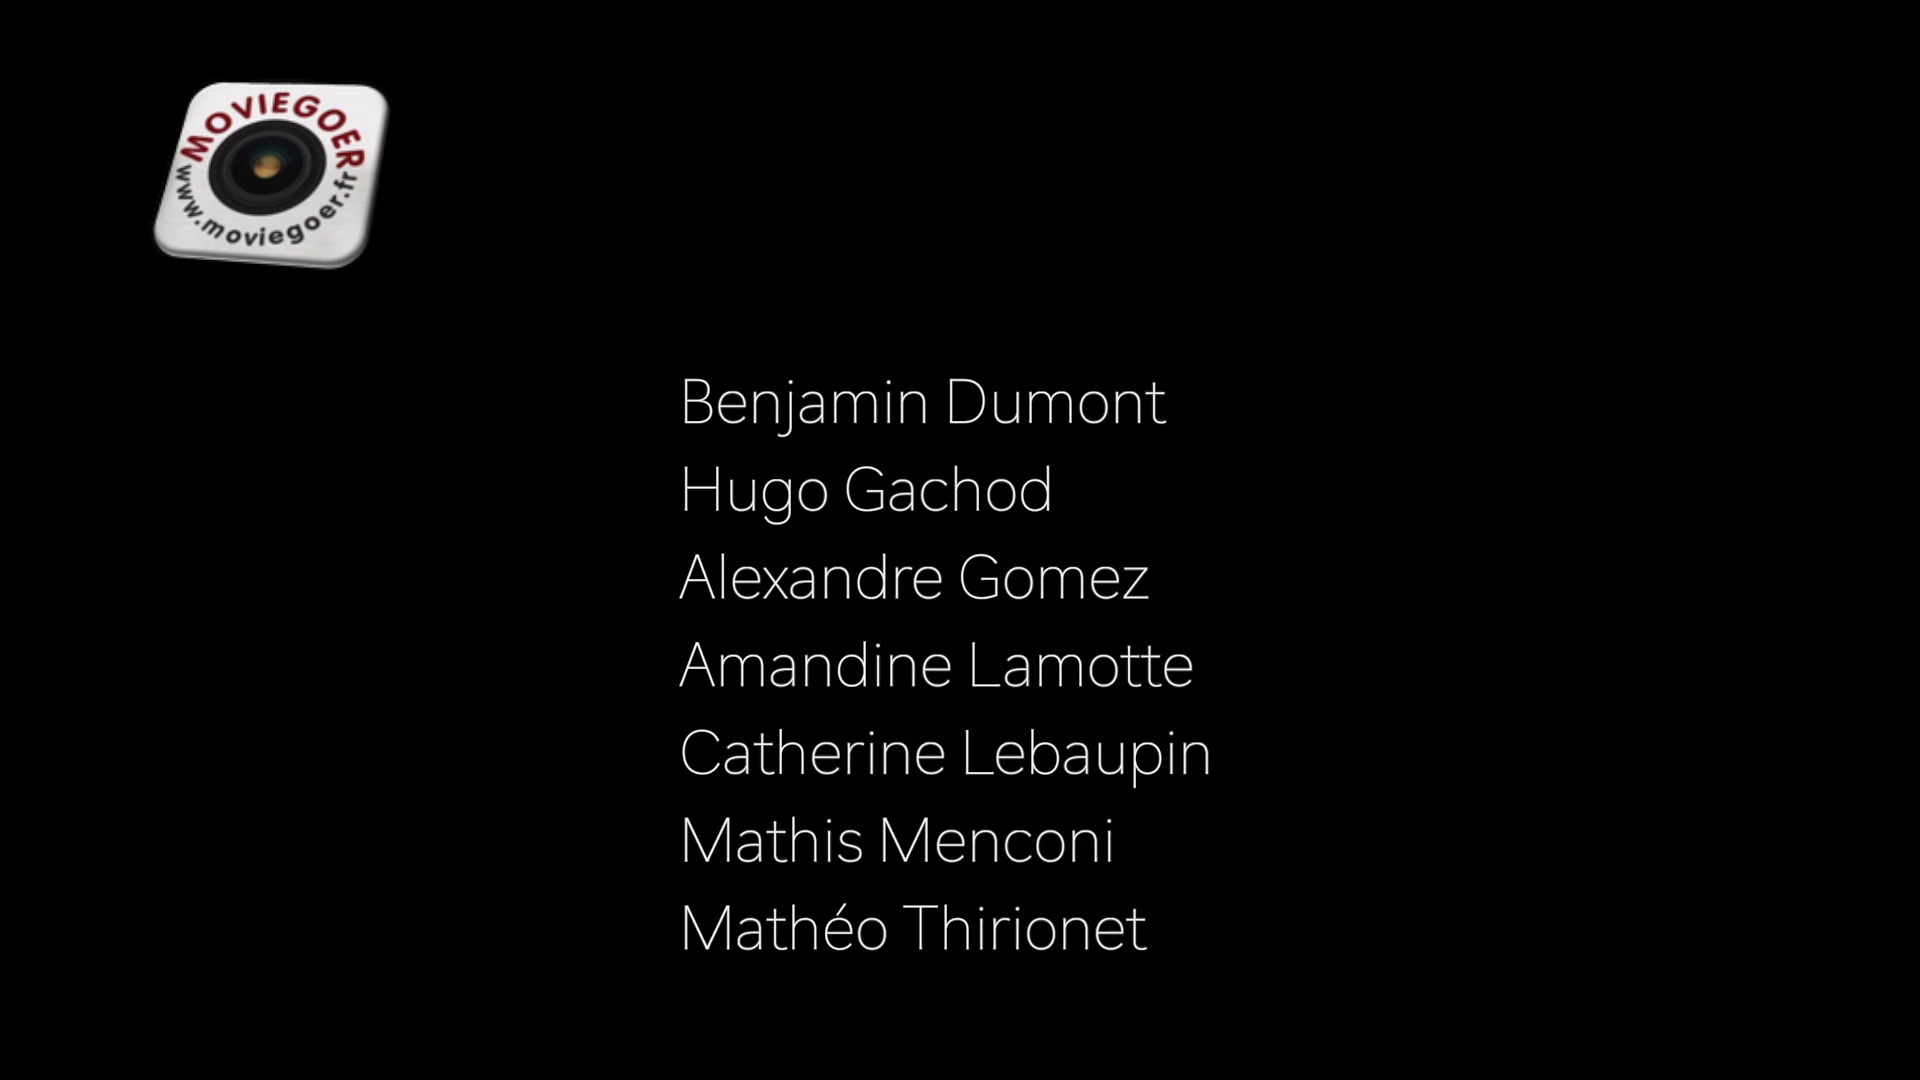 MOVIEGOER
www.moviegoer.fr
Benjamin Dumont
Hugo Gachod
Alexandre Gomez
Amandine Lamotte
Catherine Lebaupin
Mathis Menconi
Mathéo Thirionet